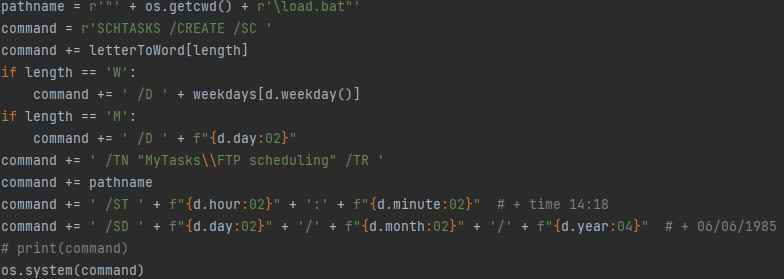 pathname = r'"' + os.getcwd() + r'\load.bat"'
command = r'SCHTASKS /CREATE /SC '
command += letterToWord[length]
if length == 'W':
    command += ' /D ' + weekdays[d.weekday()]
if length == 'M':
    command += ' /D ' + f"{d.day:02}"
command += ' /TN "MyTasks\\FTP scheduling" /TR '
command += pathname
command += ' /ST ' + f"{d.hour:02}" + ':' + f"{d.minute:02}"  # + time 14:18
command += ' /SD ' + f"{d.day:02}" + '/' + f"{d.month:02}" + '/' + f"{d.year:04}"  # + 06/06/1985
# print(command)
os.system(command)